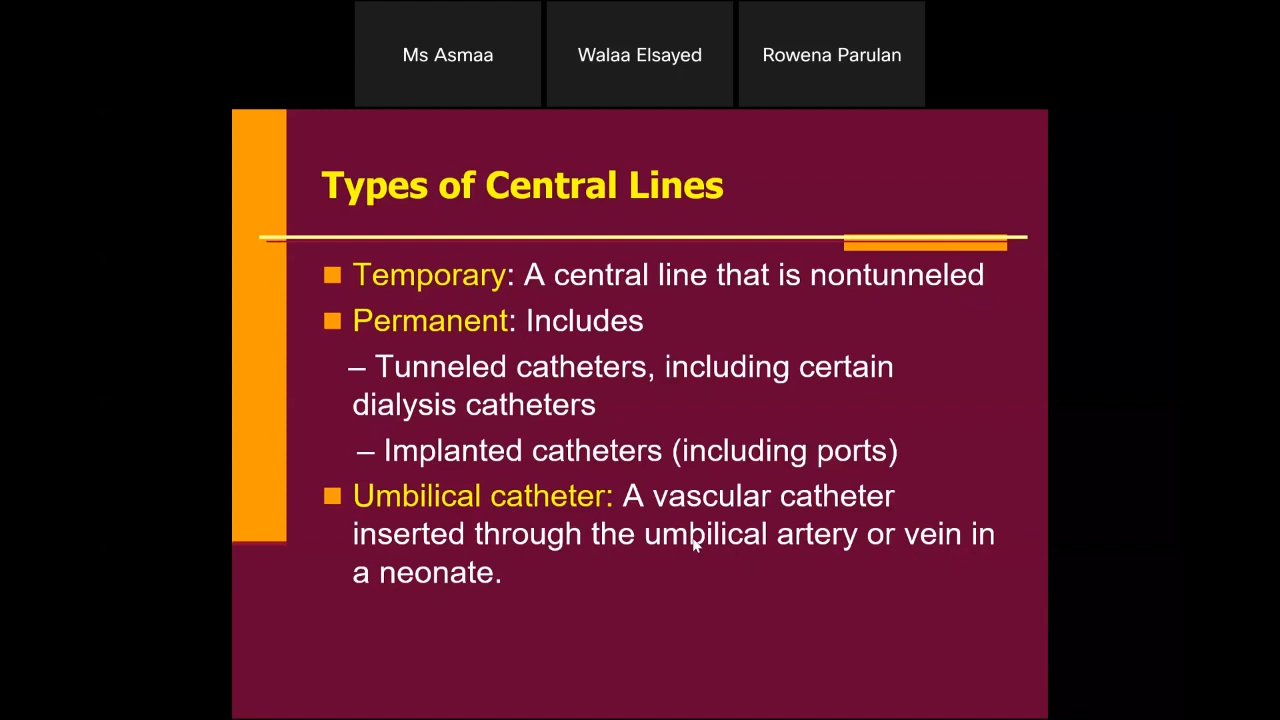 Ms Asmaa
Walaa Elsayed
Rowena Parulan
Types of Central Lines
Temporary: A central line that is nontunneled
Permanent: Includes
– Tunneled catheters, including certain
dialysis catheters
– Implanted catheters (including ports)
Umbilical catheter: A vascular catheter
inserted through the umbilical artery or vein in
a neonate.